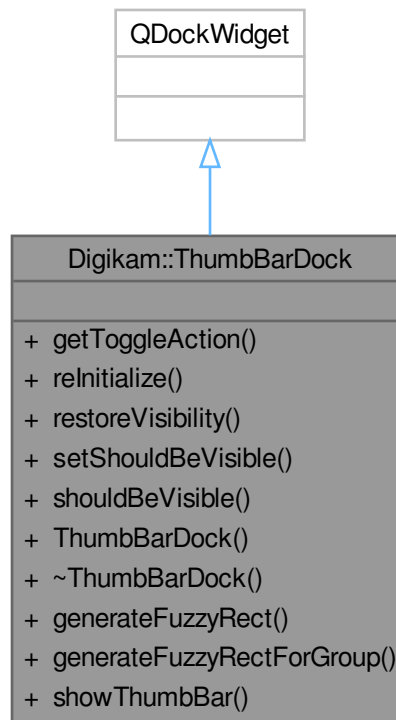 QDockWidget
Digikam::ThumbBarDock
+ getToggleAction()
+ reInitialize()
+ restoreVisibility()
+ setShouldBeVisible()
+ shouldBeVisible()
+ ThumbBarDock()
+ ~ThumbBarDock()
+ generateFuzzyRect()
+ generateFuzzyRectForGroup()
+ showThumbBar()